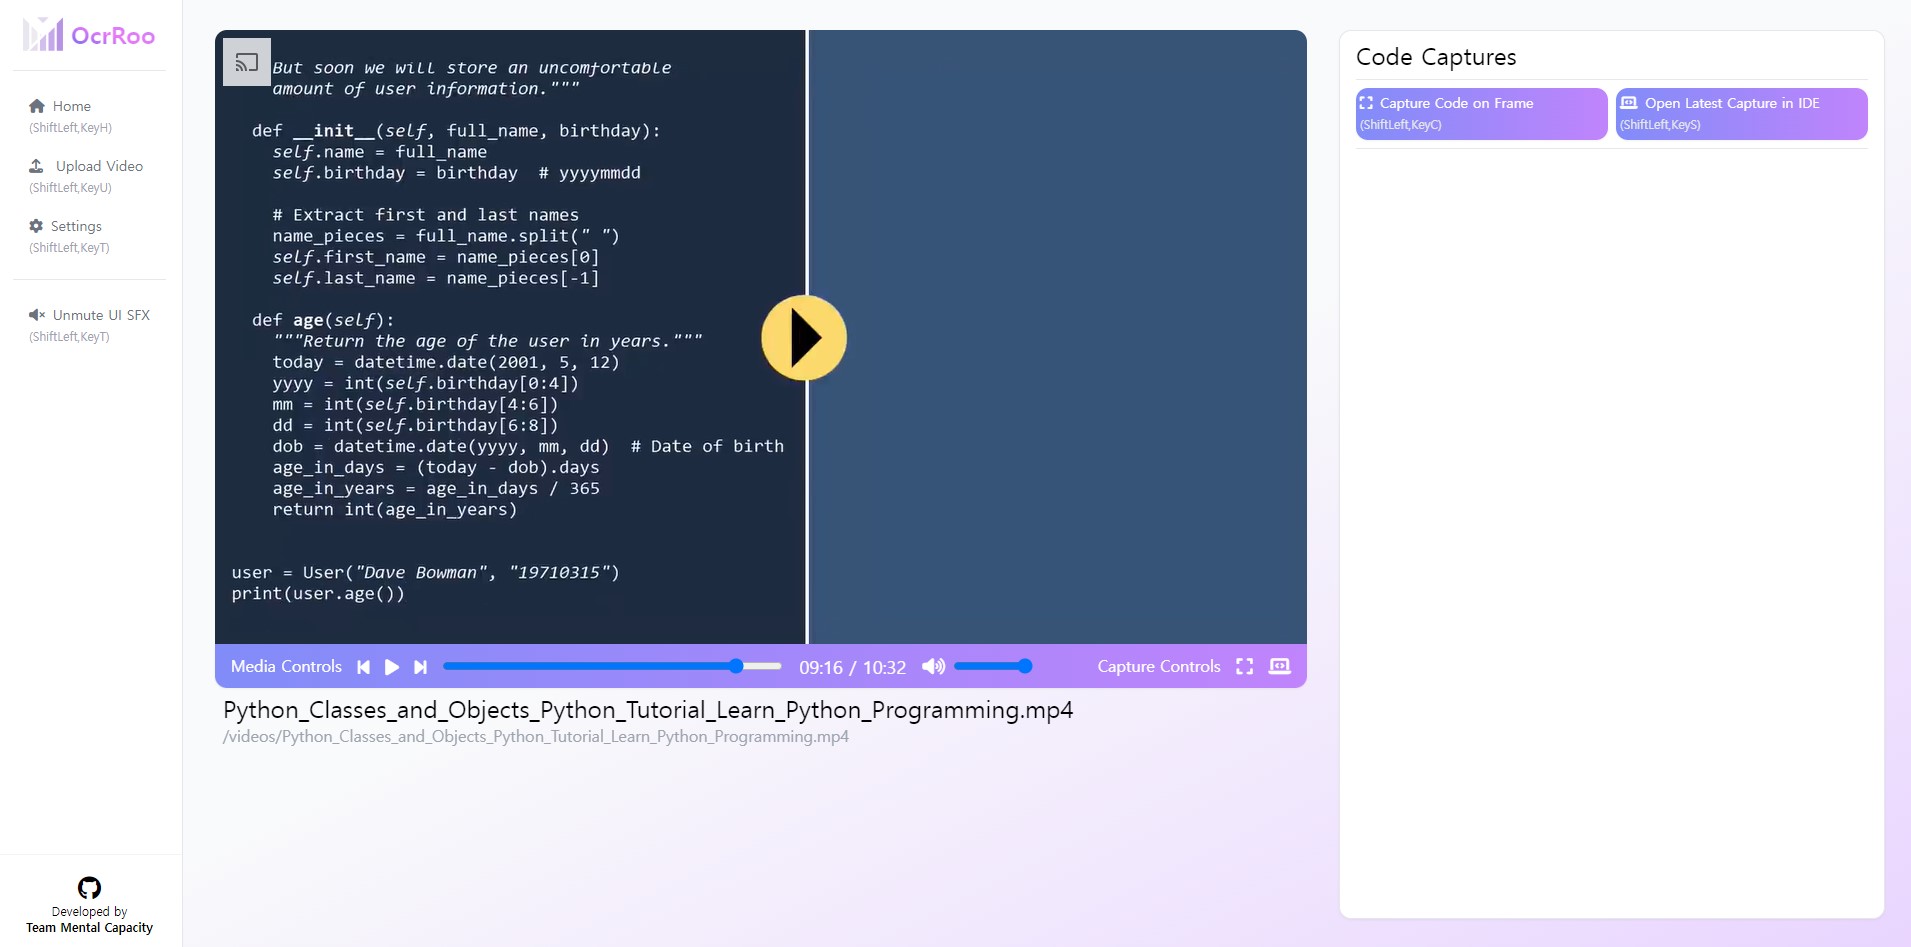 OcrRoo
Home
(ShiftLeft,KeyH)
Upload Video
(ShiftLeft,KeyU)
Settings
(ShiftLeft,KeyT)
Unmute UI SFX
(ShiftLeft,KeyT)
Developed by
Team Mental Capacity
But soon we will store an uncomfortable
amount of user information."""
def __init__(self, full_name, birthday):
self.name = full_name
self.birthday = birthday  # yyyymmdd
# Extract first and last names
name_pieces = full_name.split(" ")
self.first_name = name_pieces[0]
self.last_name = name_pieces[-1]
def age(self):
"""Return the age of the user in years."""
today = datetime.date(2001, 5, 12)
yyyy = int(self.birthday[0:4])
mm = int(self.birthday[4:6])
dd = int(self.birthday[6:8])
dob = datetime.date(yyyy, mm, dd)  # Date of birth
age_in_days = (today - dob).days
age_in_years = age_in_days / 365
return int(age_in_years)
user = User("Dave Bowman", "19710315")
print(user.age())
Media Controls
09:16 / 10:32
Capture Controls
Python_Classes_and_Objects_Python_Tutorial_Learn_Python_Programming.mp4
/videos/Python_Classes_and_Objects_Python_Tutorial_Learn_Python_Programming.mp4
Code Captures
Capture Code on Frame
(ShiftLeft,KeyC)
Open Latest Capture in IDE
(ShiftLeft,KeyS)